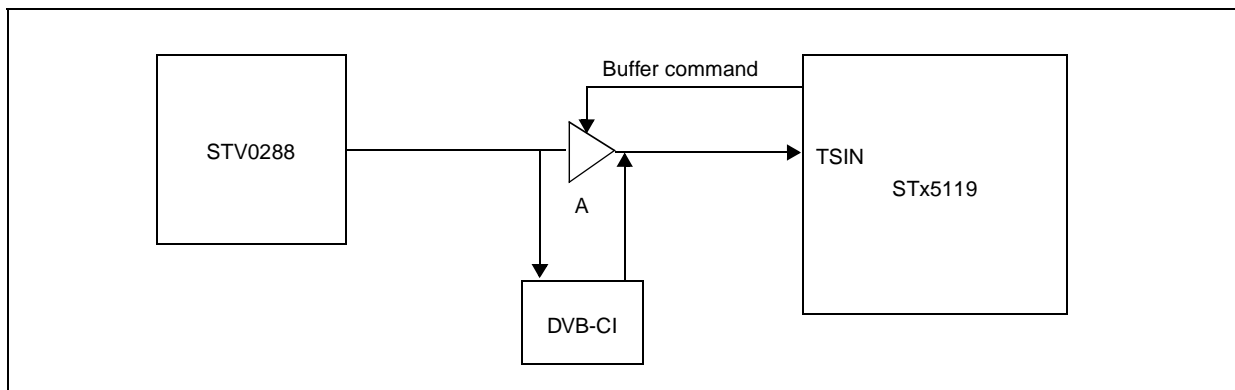 Buffer command
STV0288
TSIN
STx5119
A
DVB-CI